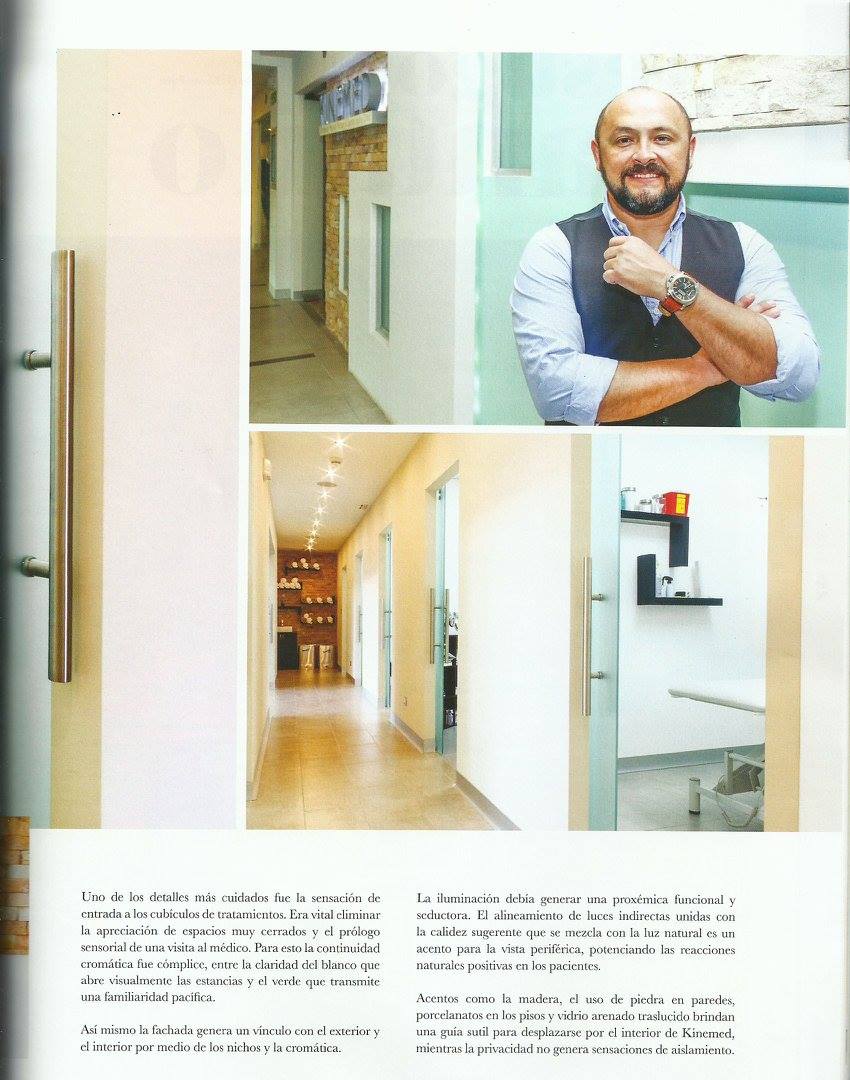 KINEMED
Uno de los detalles más cuidados fue la sensación de
entrada a los cubículos de tratamientos. Era vital eliminar
la apreciación de espacios muy cerrados y el prólogo
sensorial de una visita al médico. Para esto la continuidad
cromática fue cómplice, entre la claridad del blanco que
abre visualmente las estancias y el verde que transmite
una familiaridad pacífica.
Así mismo la fachada genera un vínculo con el exterior y
el interior por medio de los nichos y la cromática.
La iluminación debía generar una proxémica funcional y
seductora. El alineamiento de luces indirectas unidas con
la calidez sugerente que se mezcla con la luz natural es un
acento para la vista periférica, potenciando las reacciones
naturales positivas en los pacientes.
Acentos como la madera, el uso de piedra en paredes,
porcelanatos en los pisos y vidrio arenado traslucido brindan
una guía sutil para desplazarse por el interior de Kinemed,
mientras la privacidad no genera sensaciones de aislamiento.